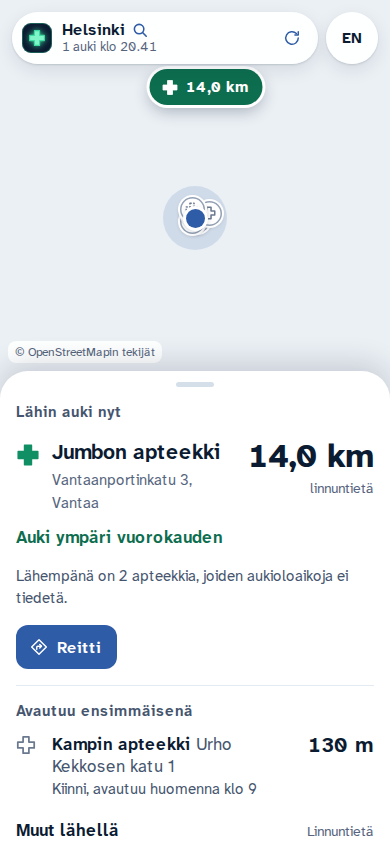 Helsinki
1 auki klo 20.41
EN
14,0 km
© OpenStreetMapin tekijät
Lähin auki nyt
Jumbon apteekki
14,0 km
Vantaanportinkatu 3,
Vantaa
linnuntietä
Auki ympäri vuorokauden
Lähempänä on 2 apteekkia, joiden aukioloaikoja ei
tiedetä.
Reitti
Avautuu ensimmäisenä
Kampin apteekki Urho
Kekkosen katu 1
130 m
Kiinni, avautuu huomenna klo 9
Muut lähellä
Linnuntietä